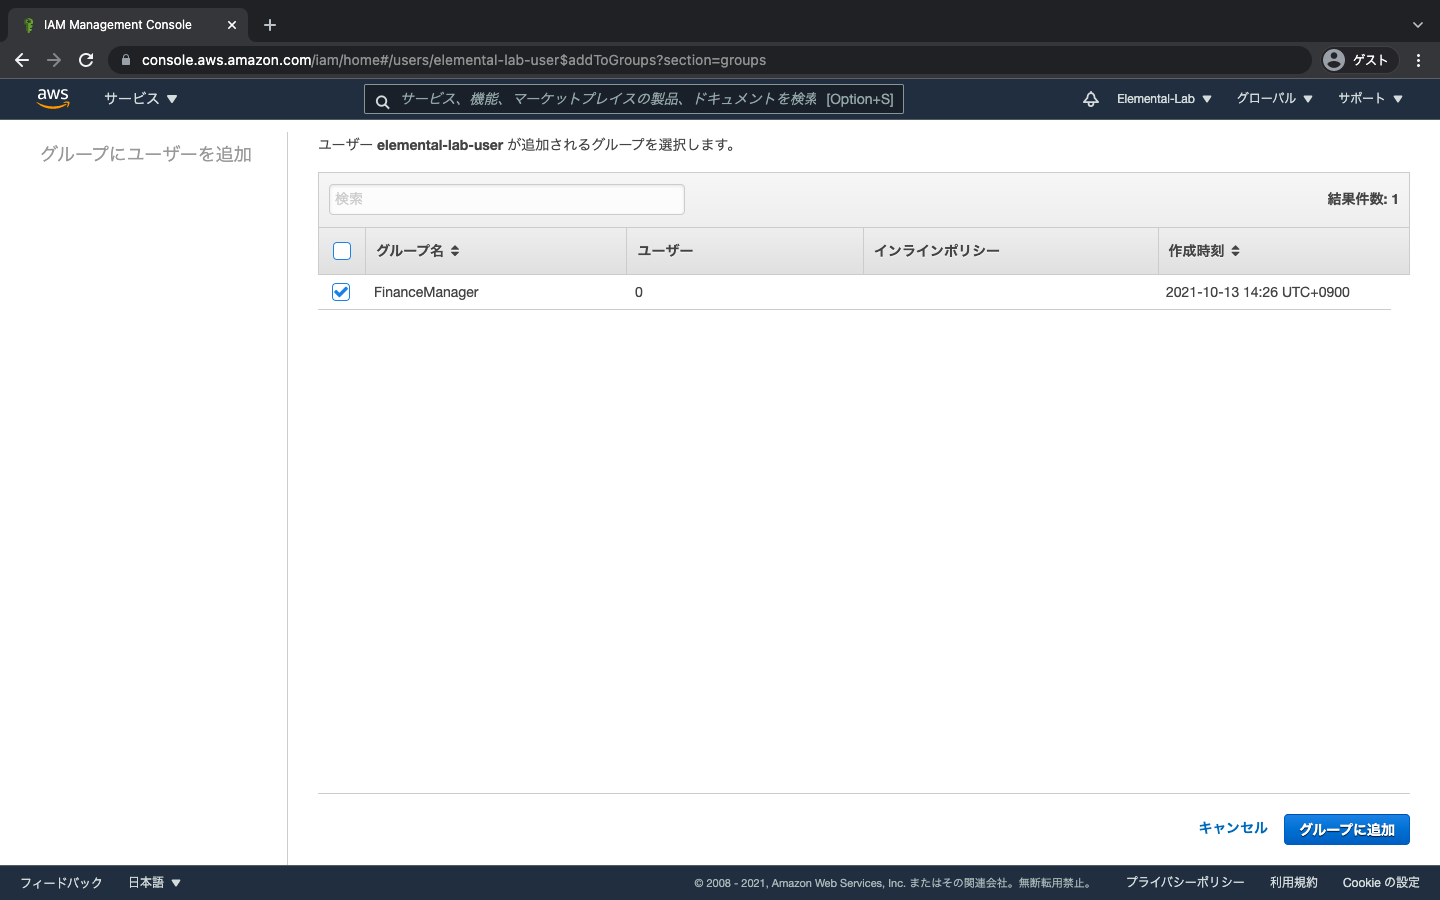 IAM Management Console
console.aws.amazon.com/iam/home#/users/elemental-lab-user$addToGroups?section=groups
ゲスト
aws
サービス
サービス、機能、マーケットプレイスの製品、ドキュメントを検索 [Option+S]
Elemental-Lab
グローバル
サポート
グループにユーザーを追加
ユーザー elemental-lab-user が追加されるグループを選択します。
検索
結果件数: 1
グループ名 ユーザー インラインポリシー 作成時刻
FinanceManager 0 2021-10-13 14:26 UTC+0900
キャンセル
グループに追加
フィードバック
日本語
© 2008 - 2021, Amazon Web Services, Inc. またはその関連会社。無断転用禁止。
プライバシーポリシー
利用規約
Cookie の設定